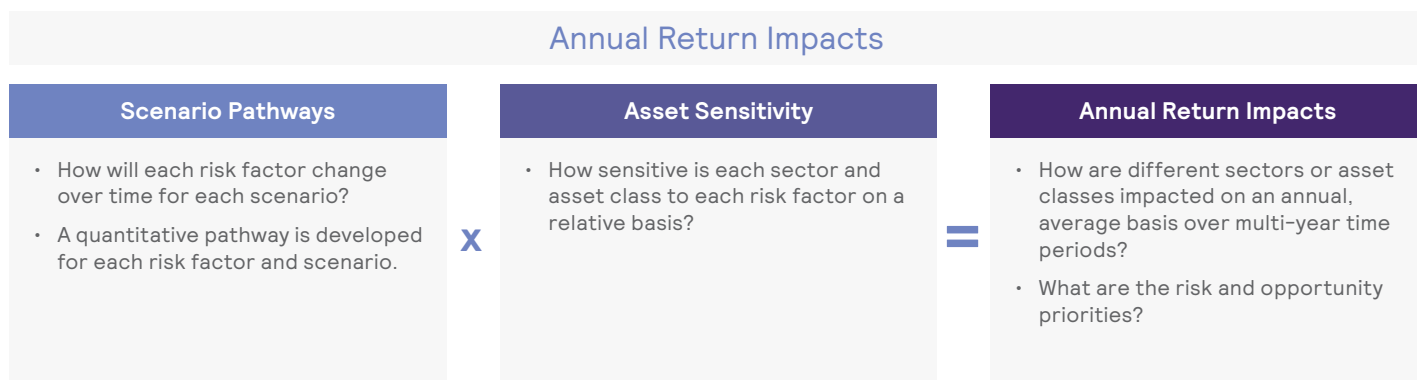 Annual Return Impacts
Scenario Pathways
• How will each risk factor change
over time for each scenario?
• A quantitative pathway is developed
for each risk factor and scenario.
x
Asset Sensitivity
• How sensitive is each sector and
asset class to each risk factor on a
relative basis?
=
Annual Return Impacts
• How are different sectors or asset
classes impacted on an annual,
average basis over multi-year time
periods?
• What are the risk and opportunity
priorities?